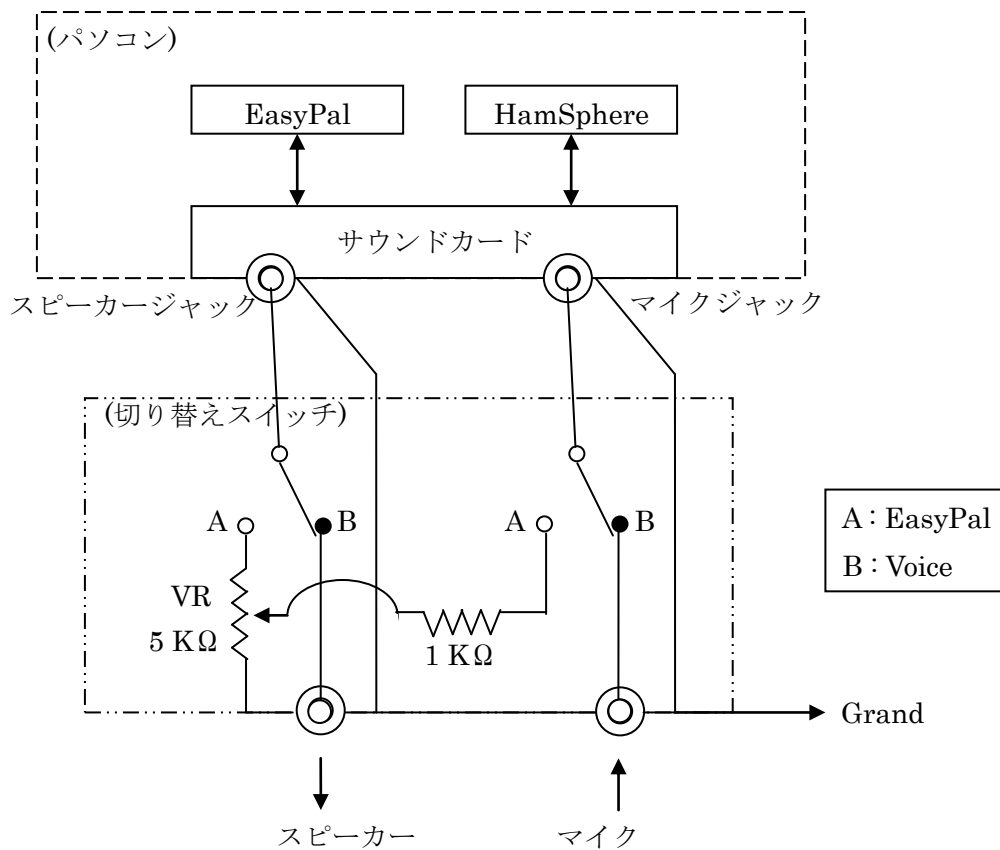 (パソコン)
EasyPal
HamSphere
サウンドカード
スピーカージャック
マイクジャック
(切り替えスイッチ)
A
B
A
B
A：EasyPal
B：Voice
VR
5 KΩ
1 KΩ
Grand
スピーカー
マイク